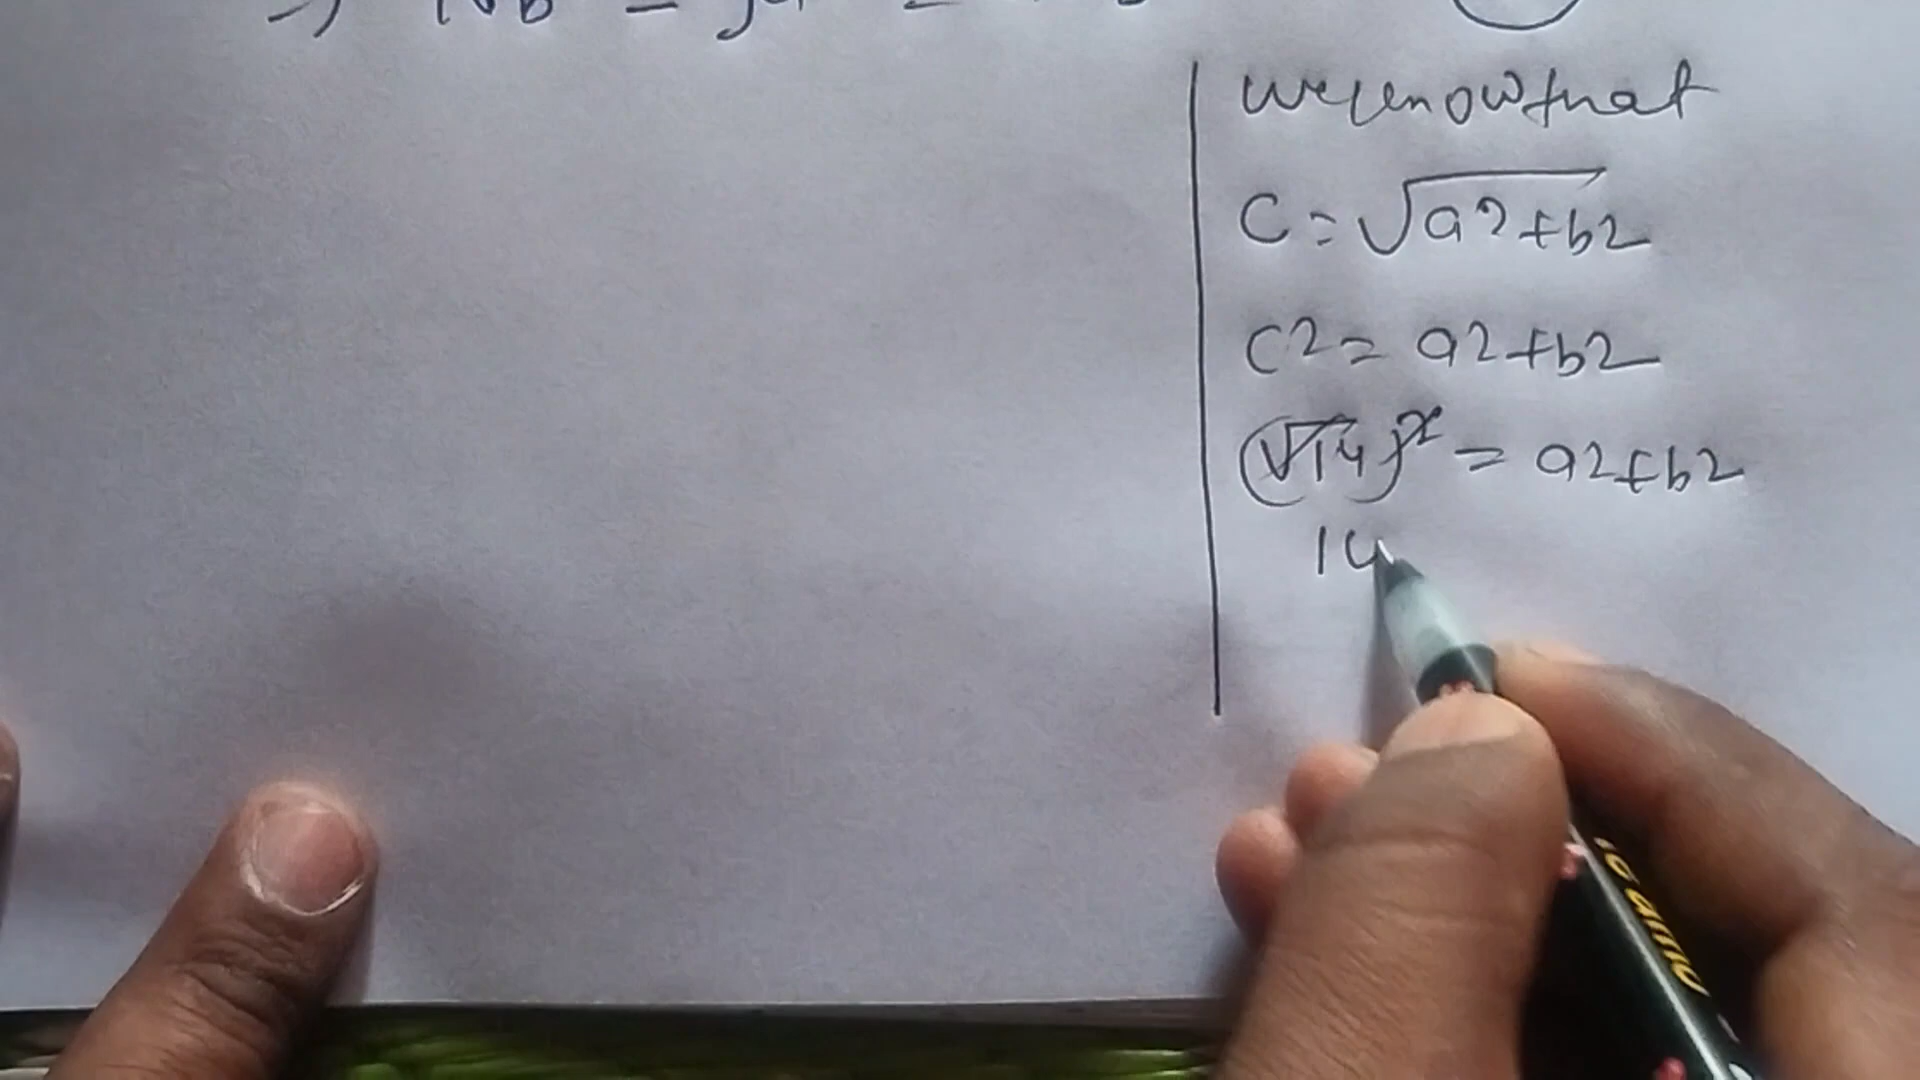 we know that
C = √a2+b2
C2 = a2+b2
(√14)2 = a2+b2
14